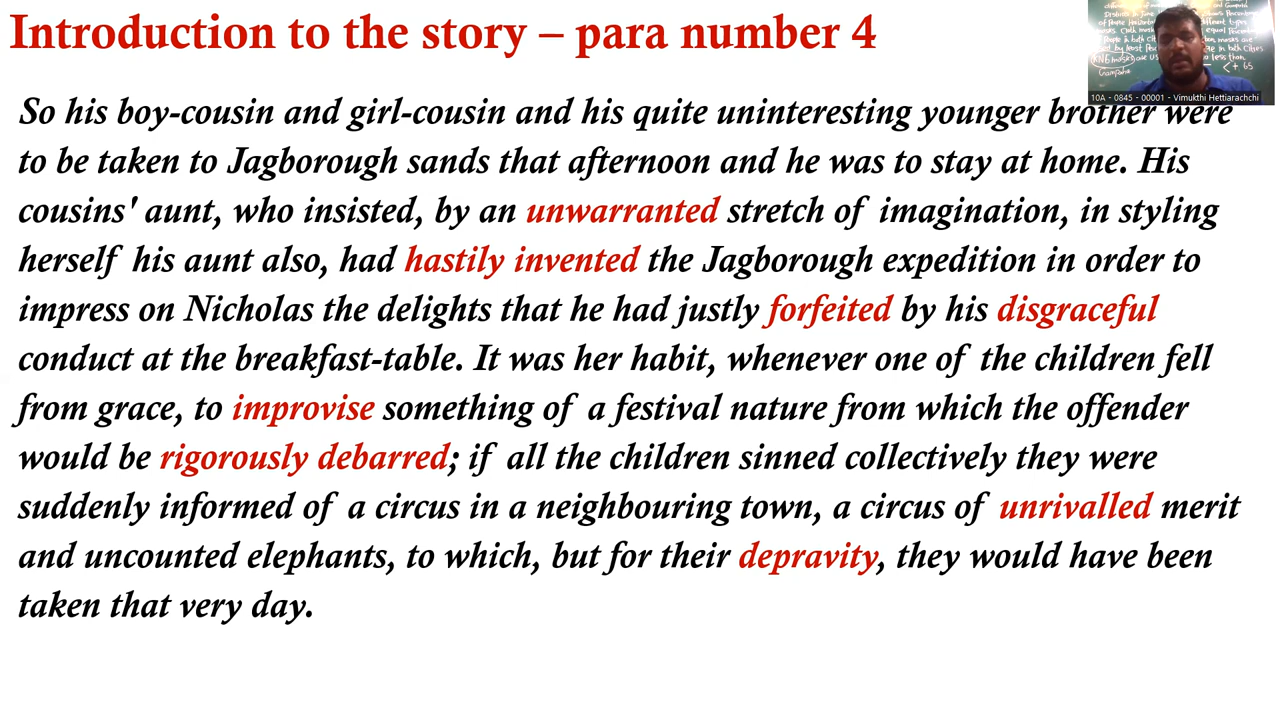 Introduction to the story – para number 4
So his boy-cousin and girl-cousin and his quite uninteresting younger brother were
to be taken to Jagborough sands that afternoon and he was to stay at home. His
cousins' aunt, who insisted, by an unwarranted stretch of imagination, in styling
herself his aunt also, had hastily invented the Jagborough expedition in order to
impress on Nicholas the delights that he had justly forfeited by his disgraceful
conduct at the breakfast-table. It was her habit, whenever one of the children fell
from grace, to improvise something of a festival nature from which the offender
would be rigorously debarred; if all the children sinned collectively they were
suddenly informed of a circus in a neighbouring town, a circus of unrivalled merit
and uncounted elephants, to which, but for their depravity, they would have been
taken that very day.
10A - 0845 - 00001 - Vimukthi Hettiarachchi